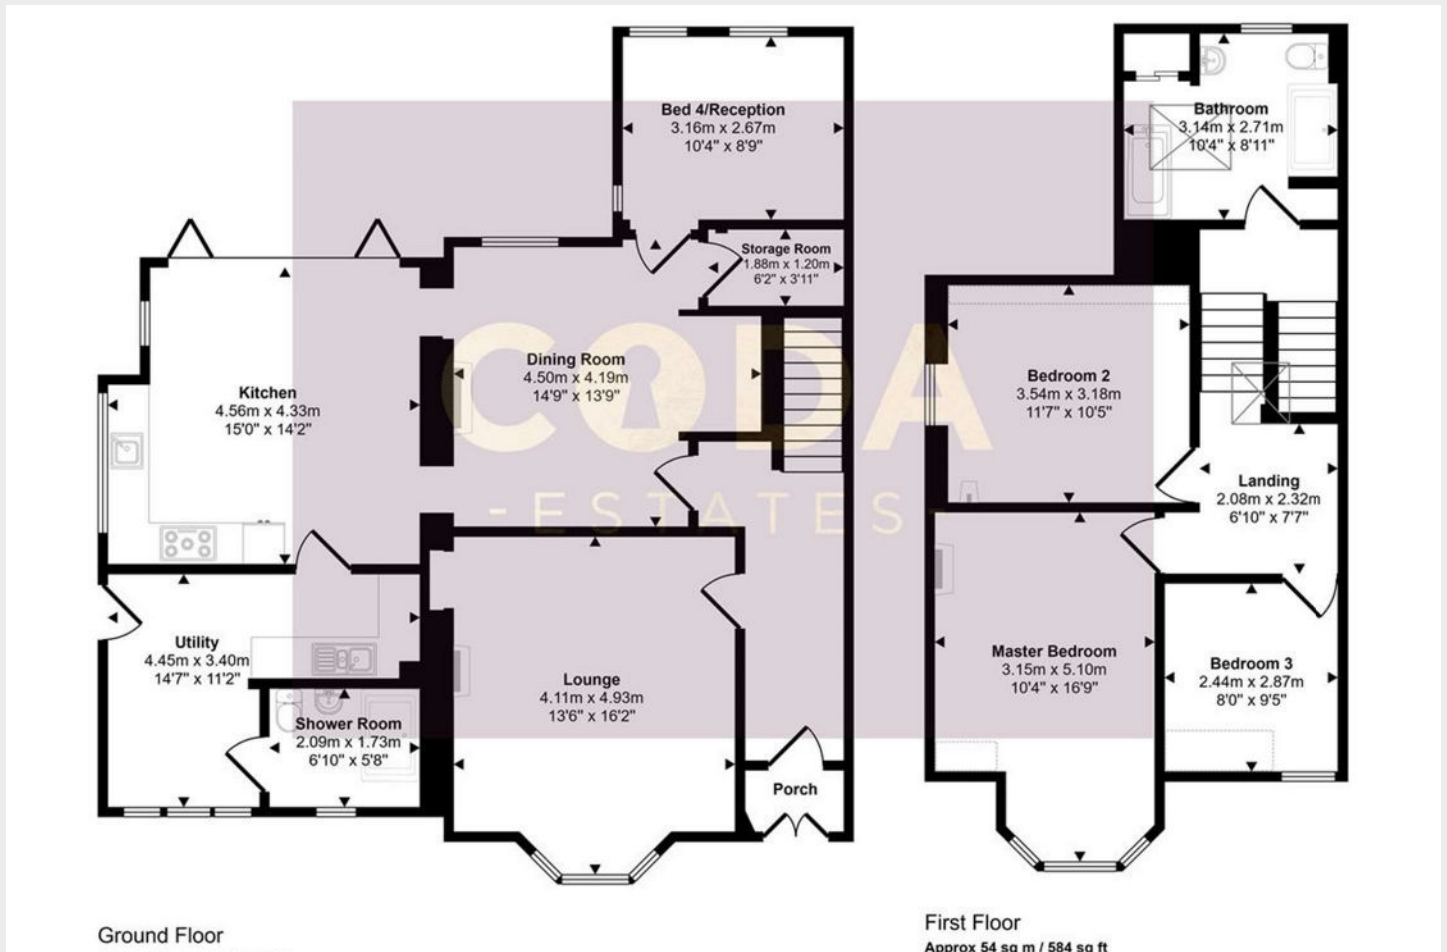 Bed 4/Reception
3.16m x 2.67m
10'4" x 8'9"
Storage Room
1.88m x 1.20m
6'2" x 3'11"
Kitchen
4.56m x 4.33m
15'0" x 14'2"
Dining Room
4.50m x 4.19m
14'9" x 13'9"
CODA
-ESTATES-
Utility
4.45m x 3.40m
14'7" x 11'2"
Shower Room
2.09m x 1.73m
6'10" x 5'8"
Lounge
4.11m x 4.93m
13'6" x 16'2"
Porch
Ground Floor
Bathroom
3.14m x 2.71m
10'4" x 8'11"
Bedroom 2
3.54m x 3.18m
11'7" x 10'5"
Landing
2.08m x 2.32m
6'10" x 7'7"
Master Bedroom
3.15m x 5.10m
10'4" x 16'9"
Bedroom 3
2.44m x 2.87m
8'0" x 9'5"
First Floor
Approx 54 sq m / 584 sq ft